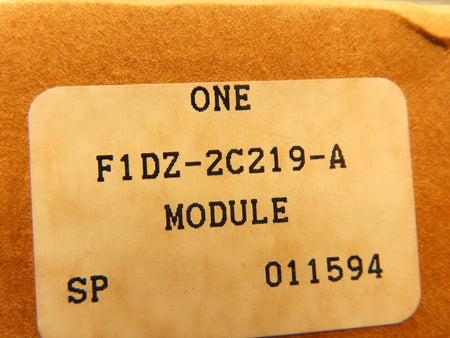 ONE
F1DZ-2C219-A
MODULE
SP 011594